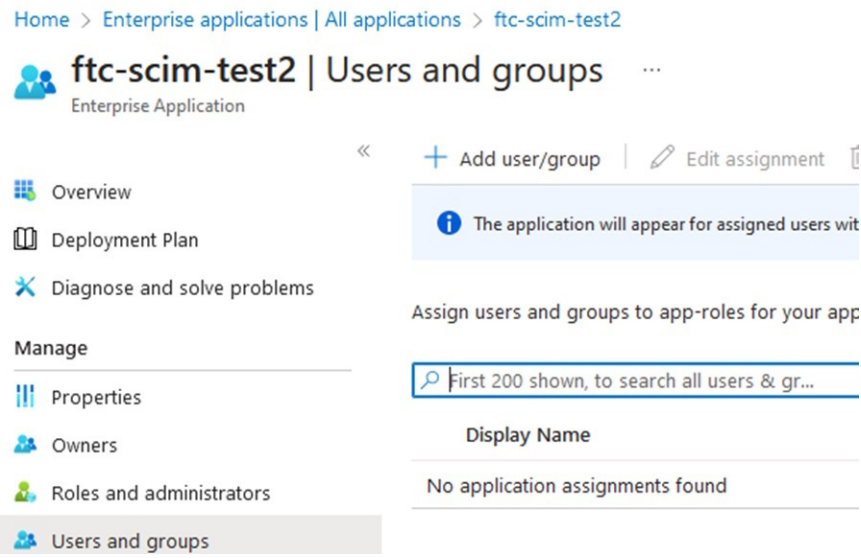 Home > Enterprise applications | All applications > ftc-scim-test2
ftc-scim-test2 | Users and groups ...
Enterprise Application
«
Add user/group
Edit assignment
Overview
The application will appear for assigned users wit
Deployment Plan
Diagnose and solve problems
Assign users and groups to app-roles for your app
Manage
First 200 shown, to search all users & gr...
Properties
Display Name
Owners
No application assignments found
Roles and administrators
Users and groups